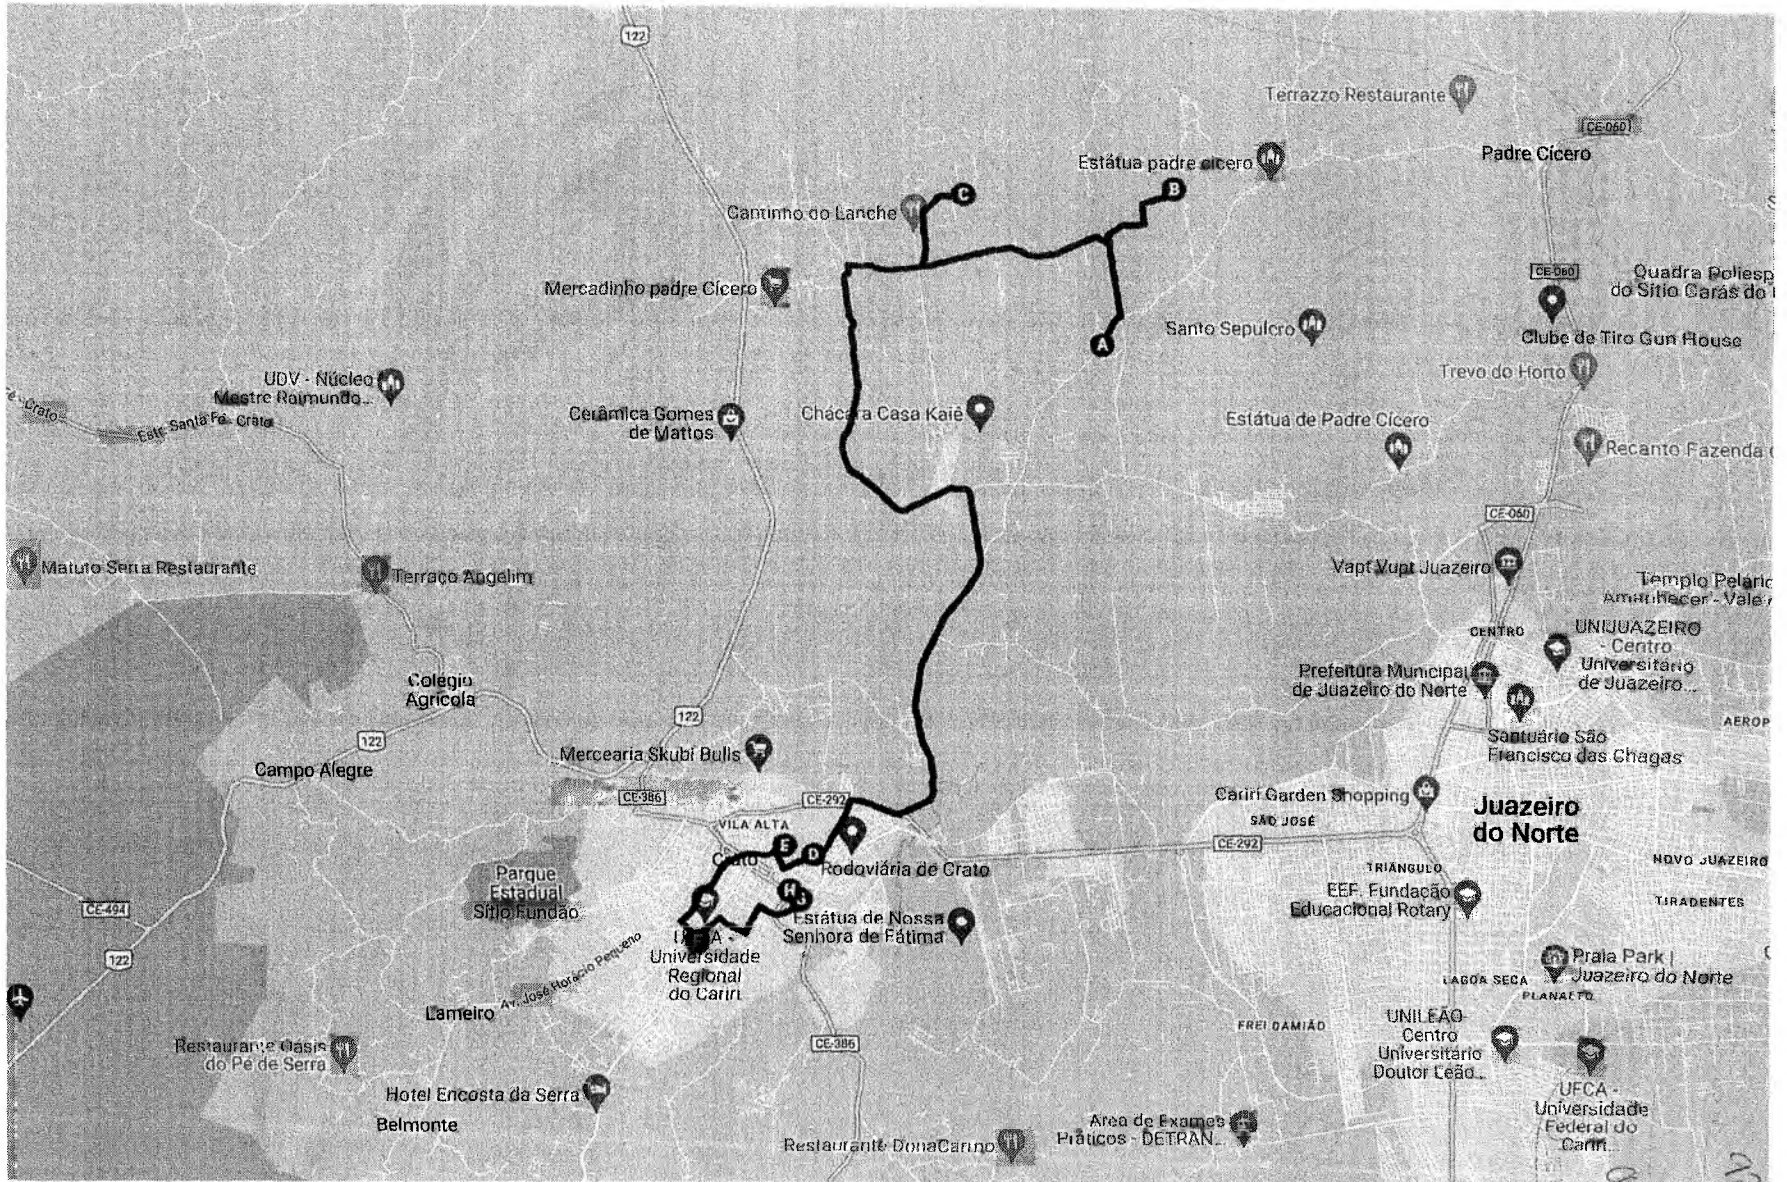 122
Terrazzo Restaurante
CE-060
Padre Cícero
Estátua padre cicero
B
C
Cantinho do Lanche
CE-060
Quadra Poliesp
do Sítio Carás do
Mercadinho padre Cícero
Santo Sepulcro
A
Clube de Tiro Gun House
Trevo do Horto
UDV - Núcleo
Mestre Raimundo...
Estr. Santa Fé - Crato
Cerâmica Gomes
de Mattos
Chácara Casa Kaiê
Estátua de Padre Cícero
Recanto Fazenda
CE-060
Matuto Serra Restaurante
Terraço Angelim
Vapt Vupt Juazeiro
Templo Pelário
Amanhecer - Vale
CENTRO
UNIJUAZEIRO
- Centro
Universitário
de Juazeiro...
Prefeitura Municipal
de Juazeiro do Norte
Colégio
Agrícola
122
AEROP
122
Mercearia Skubí Bulls
Santuário São
Francisco das Chagas
Campo Alegre
CE-386
CE-292
Cariri Garden Shopping
Juazeiro
do Norte
SÃO JOSÉ
VILA ALTA
CE-292
E
D
Crato
Rodoviária de Crato
NOVO JUAZEIRO
TRIÂNGULO
Parque
Estadual
Sítio Fundão
H
EEF. Fundação
Educacional Rotary
TIRADENTES
CE-494
Estátua de Nossa
Senhora de Fátima
122
Universidade
Regional
do Cariri
Av. José Horácio Pequeno
Praia Park |
Juazeiro do Norte
LAGOA SECA
PLANALTO
Lameiro
FREI DAMIÃO
UNILEÃO-
Centro
Universitário
Doutor Leão...
CE-386
Restaurante Oasis
do Pé de Serra
Hotel Encosta da Serra
Belmonte
UFCA -
Universidade
Federal do
Cariri...
Área de Exames
Práticos - DETRAN...
Restaurante DonaCarino